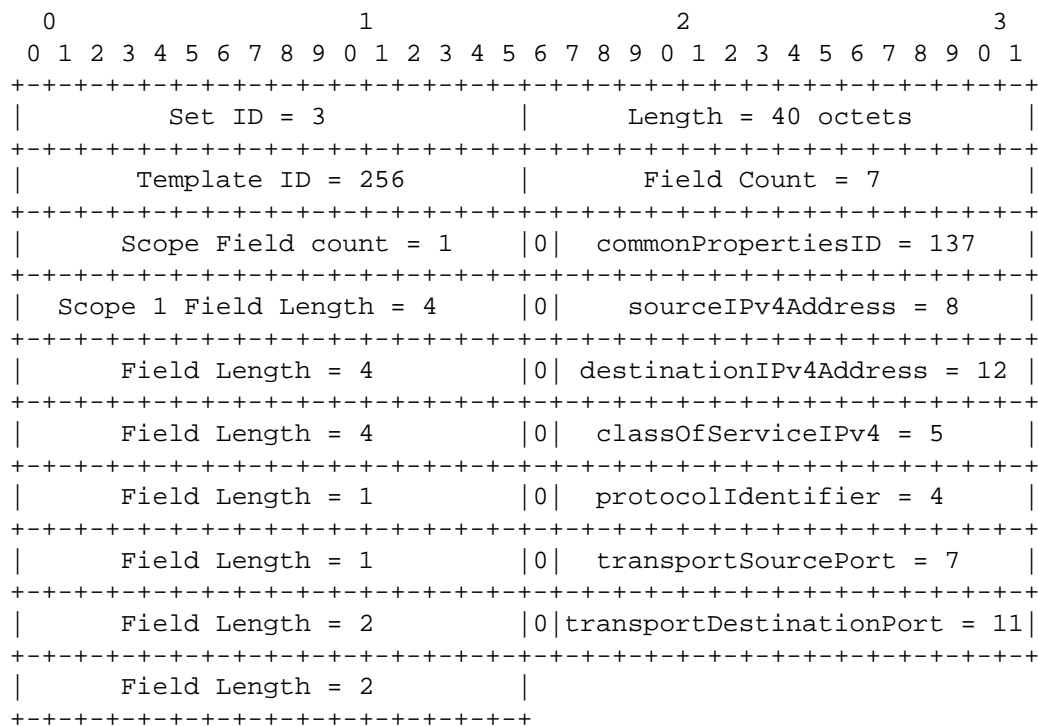 0                   1                   2                   3
 0 1 2 3 4 5 6 7 8 9 0 1 2 3 4 5 6 7 8 9 0 1 2 3 4 5 6 7 8 9 0 1
+-+-+-+-+-+-+-+-+-+-+-+-+-+-+-+-+-+-+-+-+-+-+-+-+-+-+-+-+-+-+-+-+
|          Set ID = 3           |      Length = 40 octets       |
+-+-+-+-+-+-+-+-+-+-+-+-+-+-+-+-+-+-+-+-+-+-+-+-+-+-+-+-+-+-+-+-+
|       Template ID = 256       |       Field Count = 7         |
+-+-+-+-+-+-+-+-+-+-+-+-+-+-+-+-+-+-+-+-+-+-+-+-+-+-+-+-+-+-+-+-+
|      Scope Field count = 1    |0|  commonPropertiesID = 137   |
+-+-+-+-+-+-+-+-+-+-+-+-+-+-+-+-+-+-+-+-+-+-+-+-+-+-+-+-+-+-+-+-+
|  Scope 1 Field Length = 4     |0|    sourceIPv4Address = 8    |
+-+-+-+-+-+-+-+-+-+-+-+-+-+-+-+-+-+-+-+-+-+-+-+-+-+-+-+-+-+-+-+-+
|      Field Length = 4         |0| destinationIPv4Address = 12 |
+-+-+-+-+-+-+-+-+-+-+-+-+-+-+-+-+-+-+-+-+-+-+-+-+-+-+-+-+-+-+-+-+
|      Field Length = 4         |0|  classOfServiceIPv4 = 5     |
+-+-+-+-+-+-+-+-+-+-+-+-+-+-+-+-+-+-+-+-+-+-+-+-+-+-+-+-+-+-+-+-+
|      Field Length = 1         |0|  protocolIdentifier = 4     |
+-+-+-+-+-+-+-+-+-+-+-+-+-+-+-+-+-+-+-+-+-+-+-+-+-+-+-+-+-+-+-+-+
|      Field Length = 1         |0|  transportSourcePort = 7    |
+-+-+-+-+-+-+-+-+-+-+-+-+-+-+-+-+-+-+-+-+-+-+-+-+-+-+-+-+-+-+-+-+
|      Field Length = 2         |0|transportDestinationPort = 11|
+-+-+-+-+-+-+-+-+-+-+-+-+-+-+-+-+-+-+-+-+-+-+-+-+-+-+-+-+-+-+-+-+
|      Field Length = 2         |
+-+-+-+-+-+-+-+-+-+-+-+-+-+-+-+-+